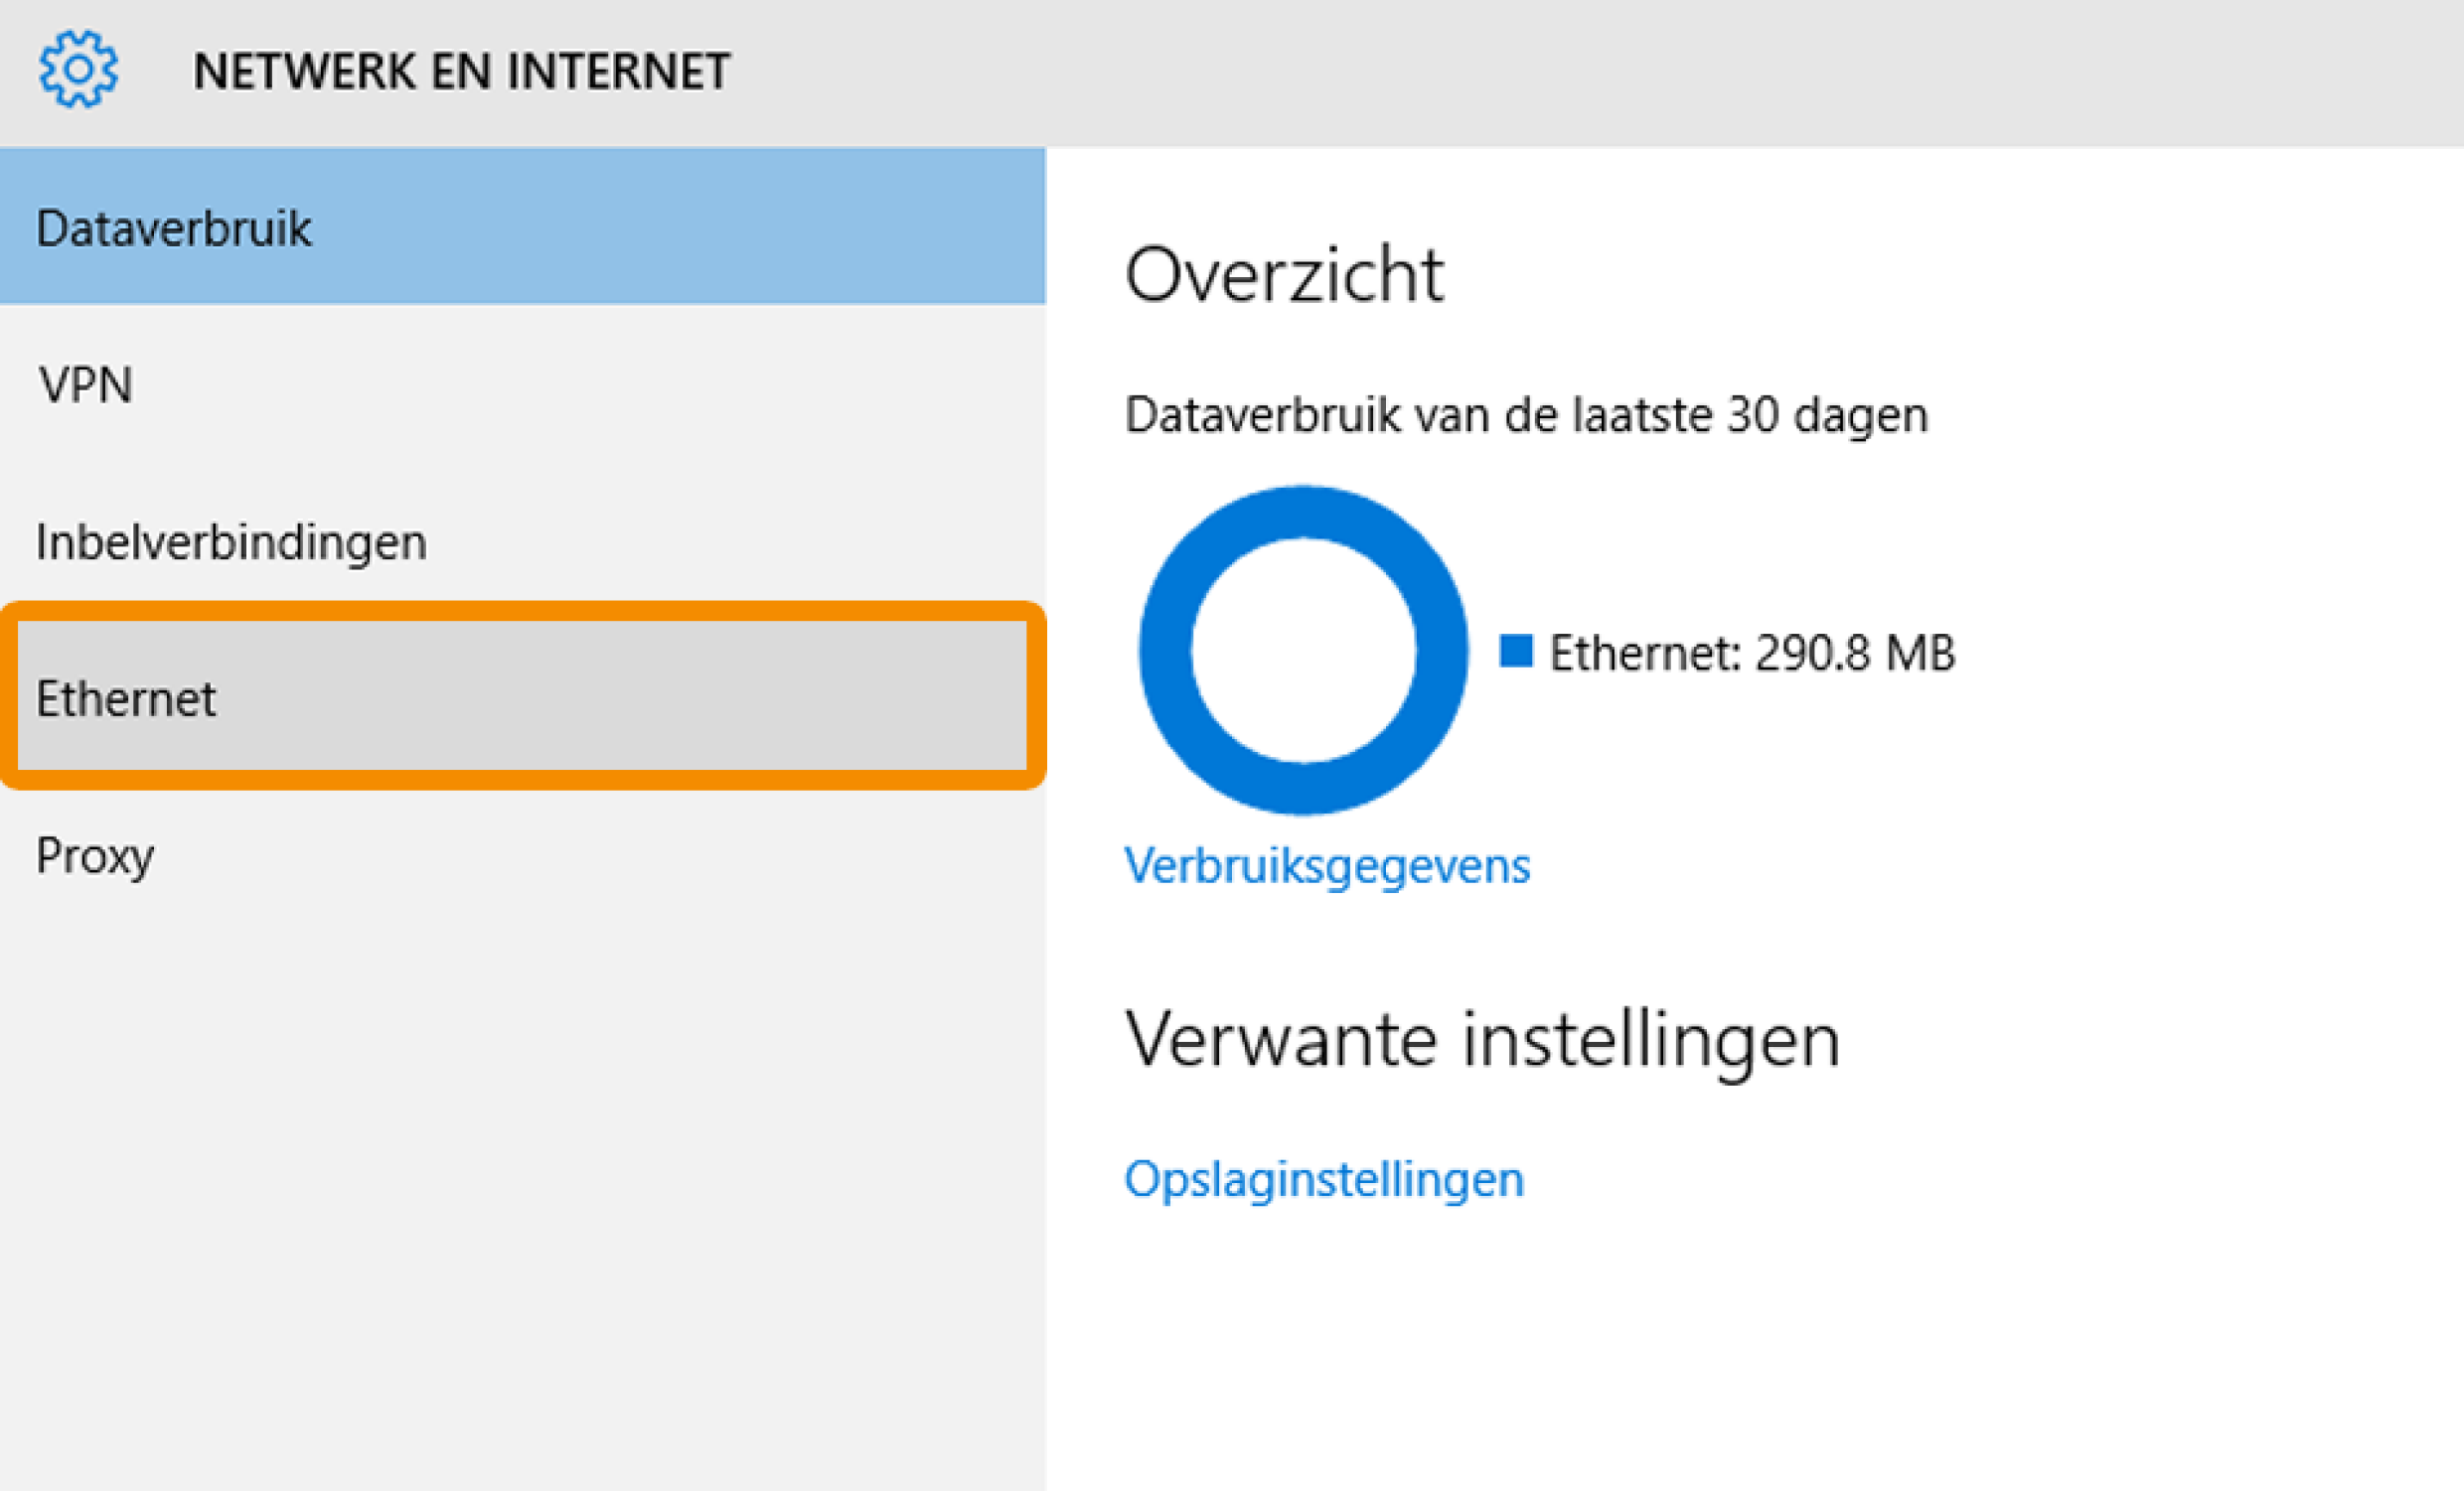 NETWERK EN INTERNET
Dataverbruik
VPN
Inbelverbindingen
Ethernet
Proxy
Overzicht
Dataverbruik van de laatste 30 dagen
Ethernet: 290.8 MB
Verbruiksgegevens
Verwante instellingen
Opslaginstellingen